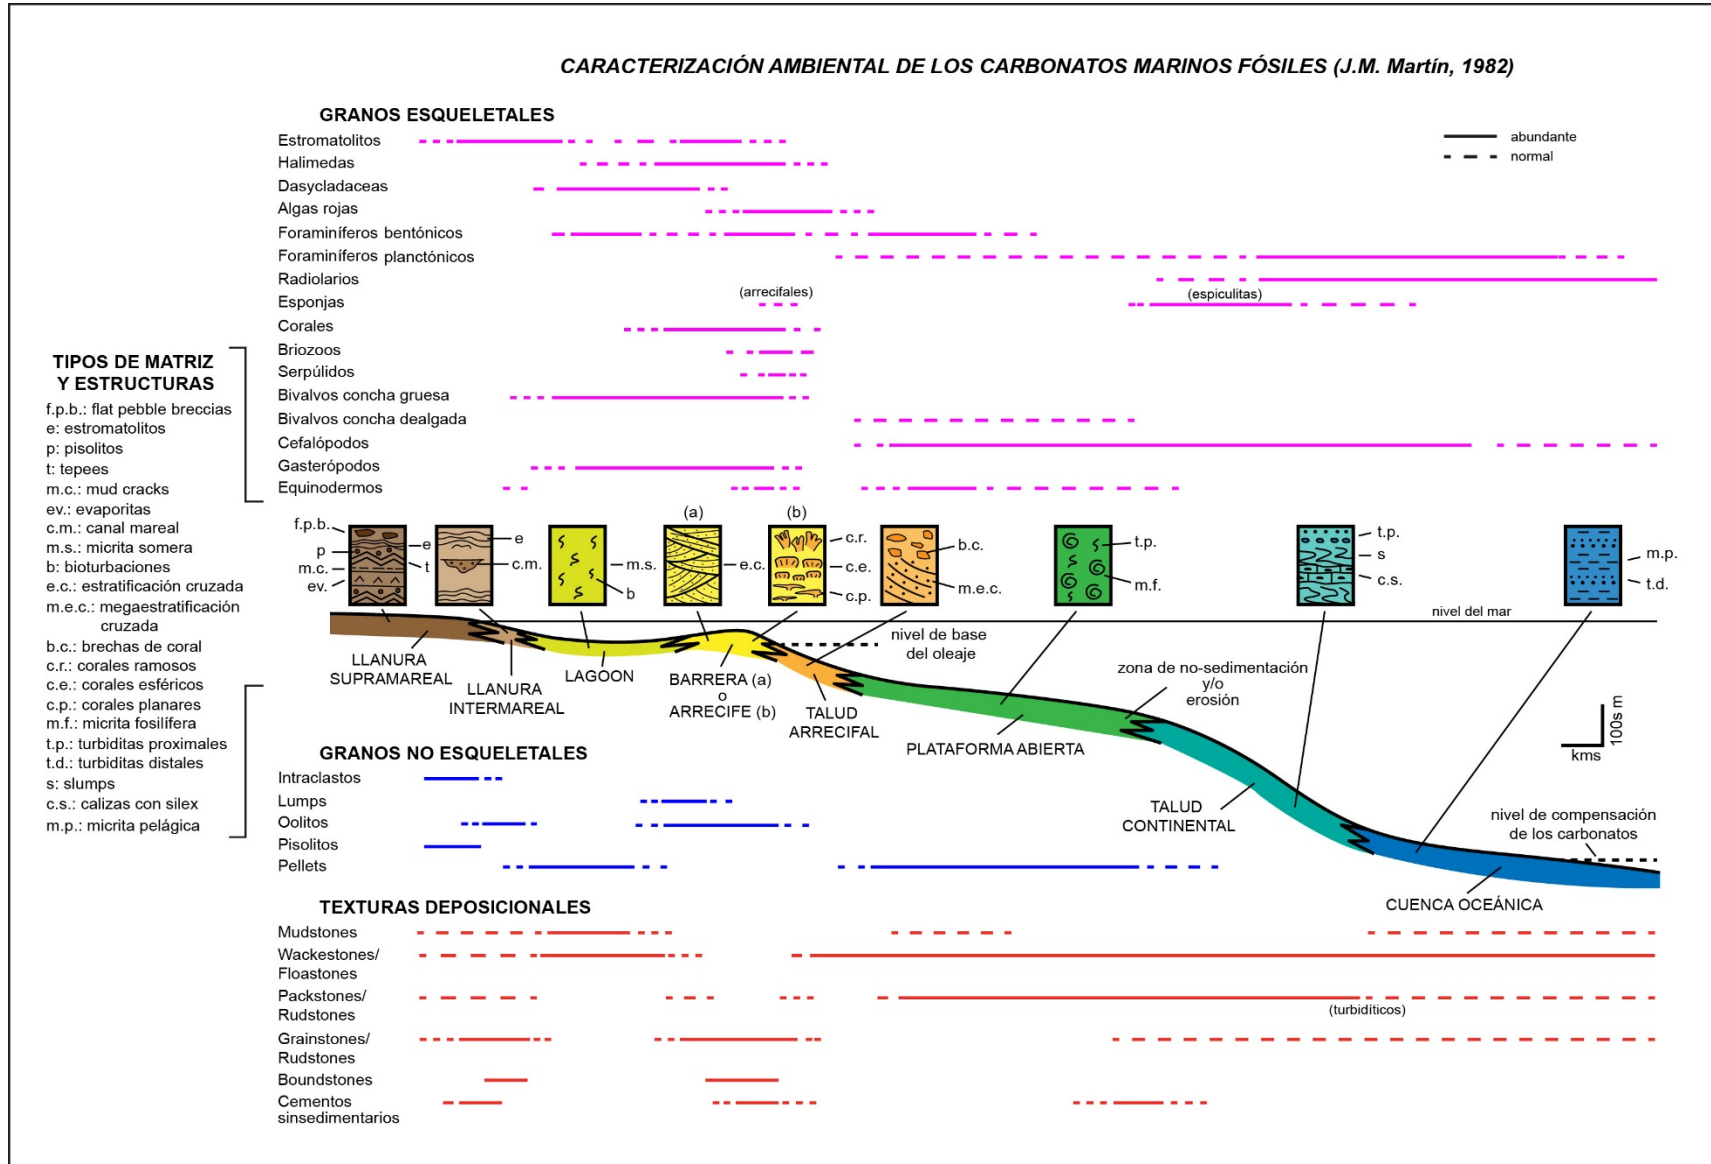 CARACTERIZACIÓN AMBIENTAL DE LOS CARBONATOS MARINOS FÓSILES (J.M. Martín, 1982)
GRANOS ESQUELETALES
Estromatolitos
Halimedas
Dasycladaceas
Algas rojas
Foraminíferos bentónicos
Foraminíferos planctónicos
Radiolarios
Esponjas
Corales
Briozoos
Serpúlidos
Bivalvos concha gruesa
Bivalvos concha dealgada
Cefalópodos
Gasterópodos
Equinodermos
abundante
normal
(arrecifales)
(espiculitas)
TIPOS DE MATRIZ
Y ESTRUCTURAS
f.p.b.: flat pebble breccias
e: estromatolitos
p: pisolitos
t: tepees
m.c.: mud cracks
ev.: evaporitas
c.m.: canal mareal
m.s.: micrita somera
b: bioturbaciones
e.c.: estratificación cruzada
m.e.c.: megaestratificación
cruzada
b.c.: brechas de coral
c.r.: corales ramosos
c.e.: corales esféricos
c.p.: corales planares
m.f.: micrita fosilífera
t.p.: turbiditas proximales
t.d.: turbiditas distales
s: slumps
c.s.: calizas con silex
m.p.: micrita pelágica
f.p.b.
p
m.c.
ev.
e
t
e
c.m.
m.s.
b
(a)
e.c.
(b)
c.r.
c.e.
c.p.
b.c.
m.e.c.
t.p.
m.f.
t.p.
s
c.s.
m.p.
t.d.
nivel del mar
nivel de base
del oleaje
zona de no-sedimentación
y/o
erosión
LLANURA
SUPRAMAREAL
LLANURA
INTERMAREAL
LAGOON
BARRERA (a)
o
ARRECIFE (b)
TALUD
ARRECIFAL
PLATAFORMA ABIERTA
TALUD
CONTINENTAL
CUENCA OCEÁNICA
100s m
kms
nivel de compensación
de los carbonatos
GRANOS NO ESQUELETALES
Intraclastos
Lumps
Oolitos
Pisolitos
Pellets
TEXTURAS DEPOSICIONALES
Mudstones
Wackestones/
Floastones
Packstones/
Rudstones
(turbidíticos)
Grainstones/
Rudstones
Boundstones
Cementos
sinsedimentarios